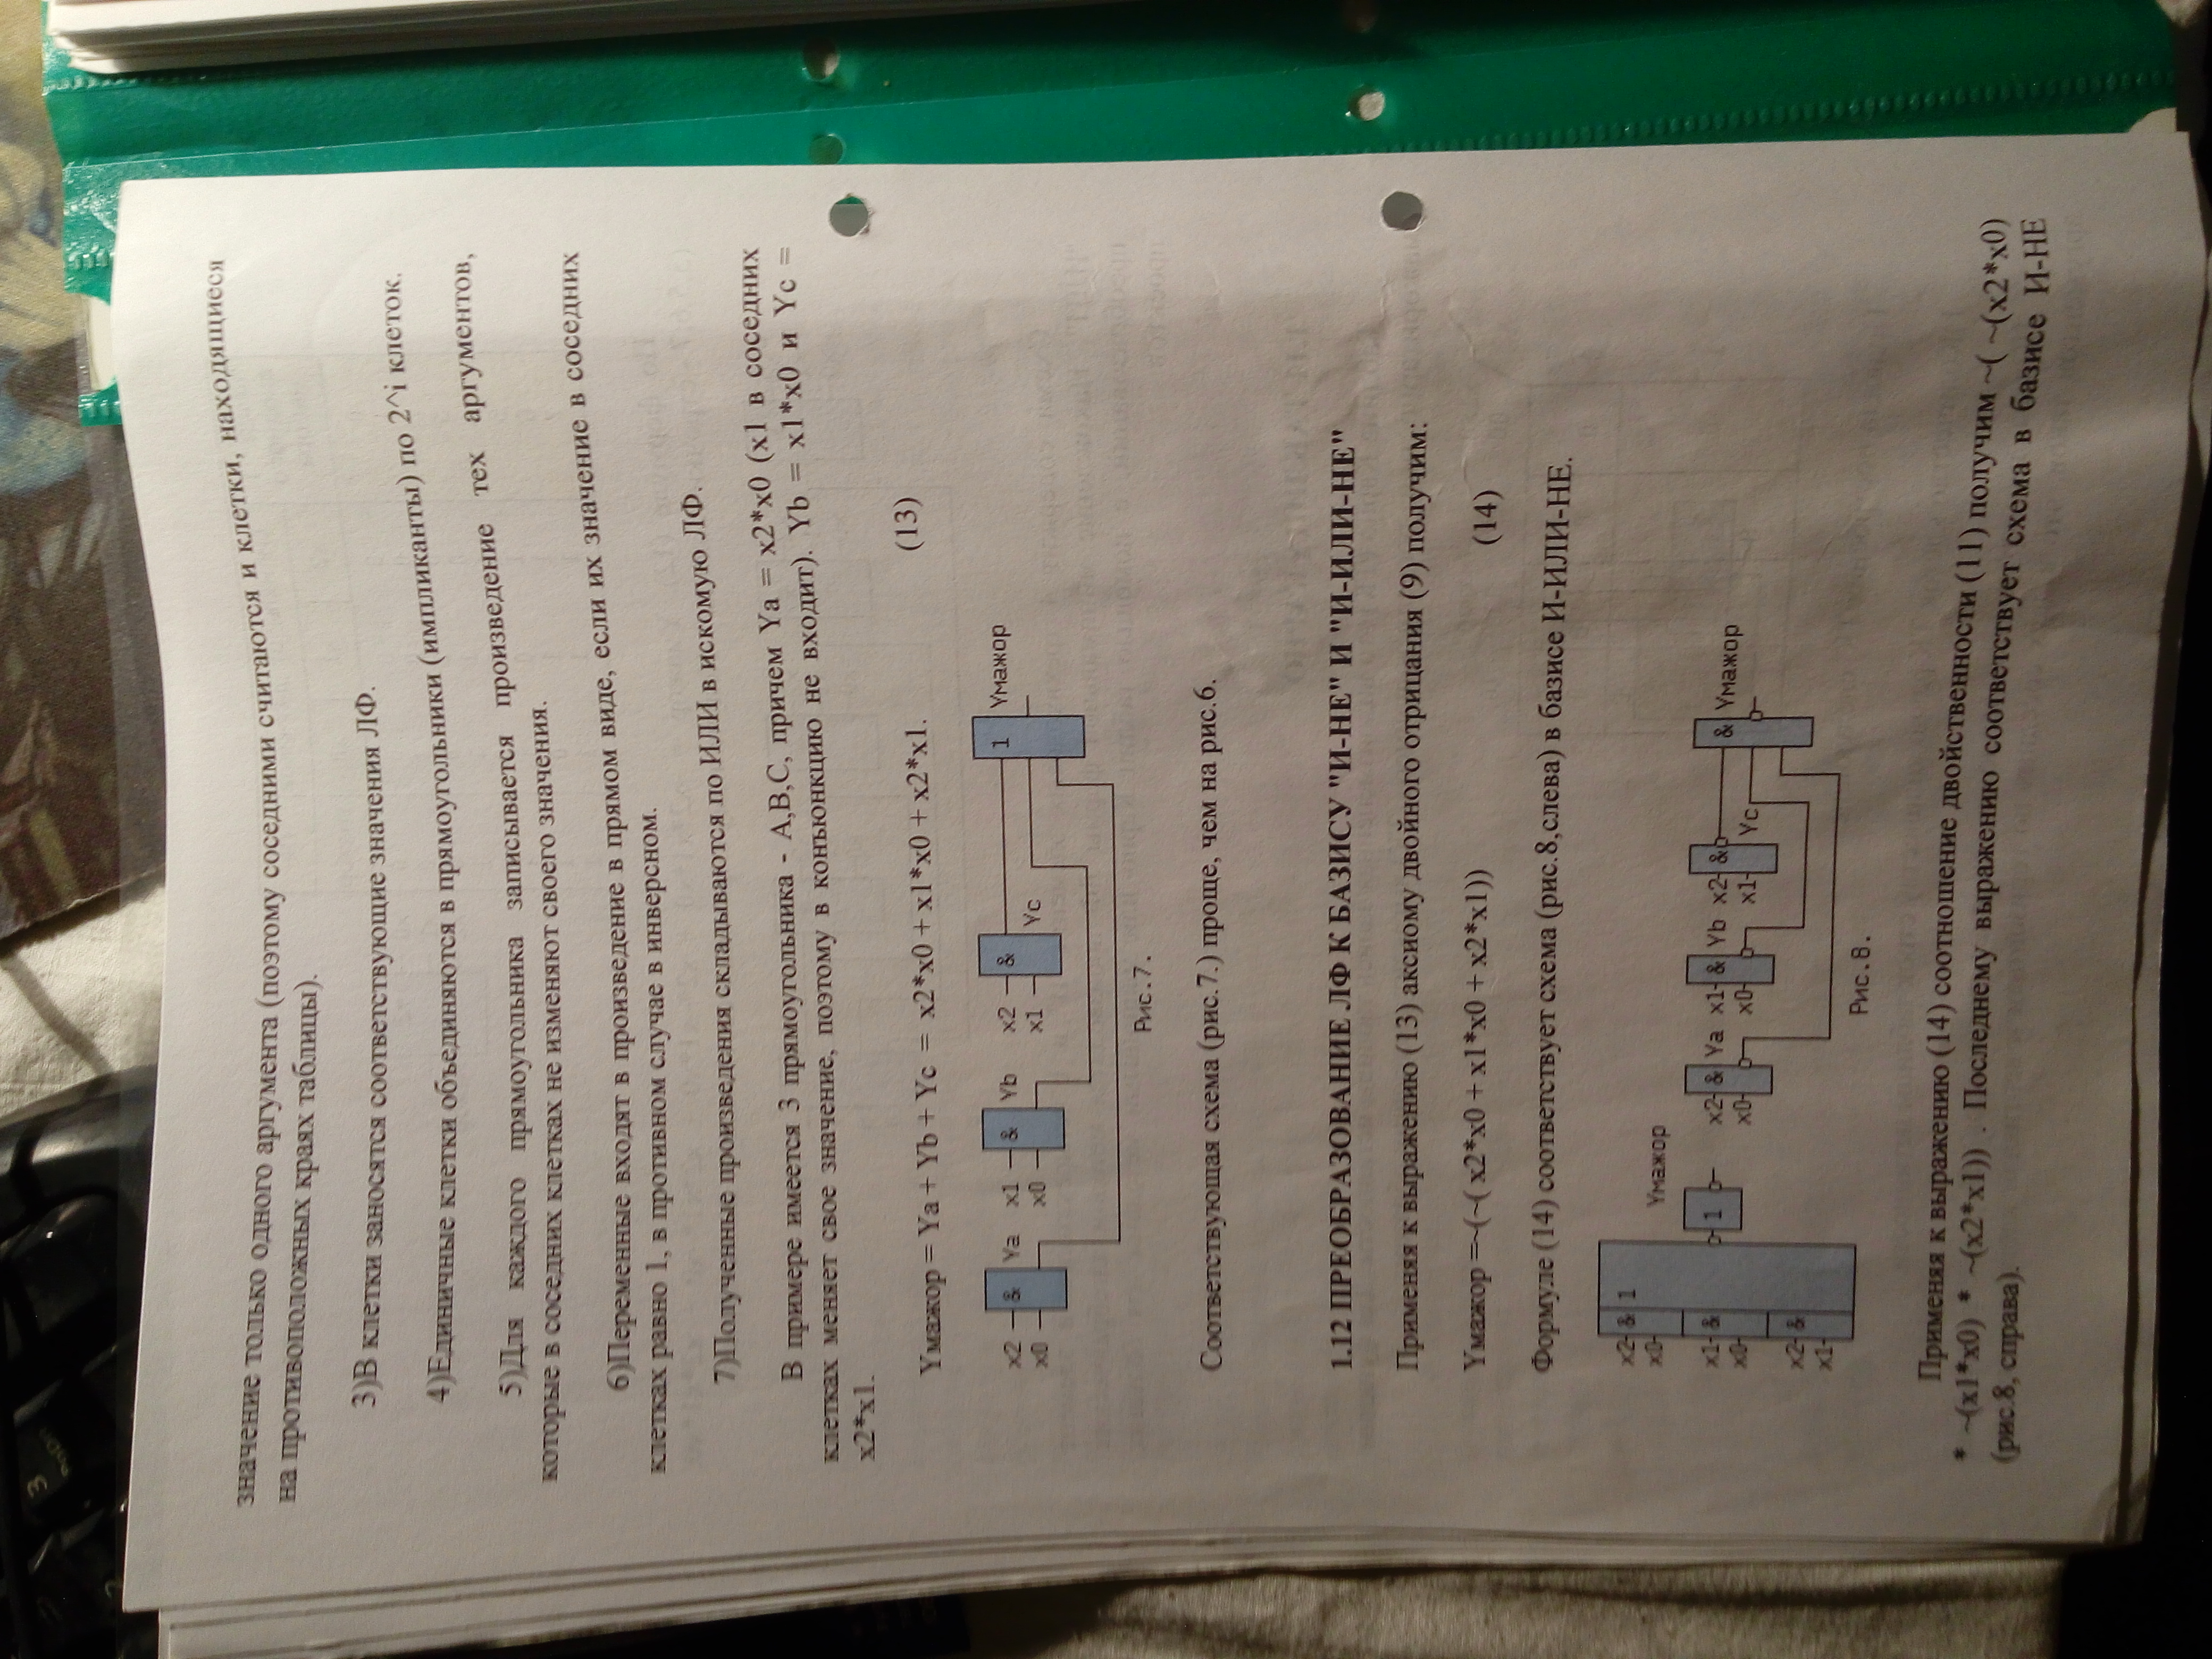 значение только одного аргумента (поэтому соседними считаются и клетки, находящиеся
на противоположных краях таблицы).
3)В клетки заносятся соответствующие значения ЛФ.
4)Единичные клетки объединяются в прямоугольники (импликанты) по 2^i клеток.
5)Для каждого прямоугольника записывается произведение тех аргументов,
которые в соседних клетках не изменяют своего значения.
6)Переменные входят в произведение в прямом виде, если их значение в соседних
клетках равно 1, в противном случае в инверсном.
7)Полученные произведения складываются по ИЛИ в искомую ЛФ.
В примере имеется 3 прямоугольника - А,В,С, причем Ya = x2*x0 (x1 в соседних
клетках меняет свое значение, поэтому в конъюнкцию не входит). Yb = x1*x0 и Yc =
x2*x1.
Yмажор = Ya + Yb + Yc = x2*x0 + x1*x0 + x2*x1. (13)
x2 & Ya x1 & Yb x2 & 1 Yмажор
x0 x0 x1 Yc
Рис.7.
Соответствующая схема (рис.7.) проще, чем на рис.6.
1.12 ПРЕОБРАЗОВАНИЕ ЛФ К БАЗИСУ "И-НЕ" И "И-ИЛИ-НЕ"
Применяя к выражению (13) аксиому двойного отрицания (9) получим:
Yмажор =~(~( x2*x0 + x1*x0 + x2*x1)) (14)
Формуле (14) соответствует схема (рис.8,слева) в базисе И-ИЛИ-НЕ.
x2 & 1 Yмажор
x0
x1 & 1 x2 & Ya x1 & Yb x2 & & Yмажор
x0 x0 x0 x1 Yc
x2 &
x1
Рис.8.
Применяя к выражению (14) соотношение двойственности (11) получим ~( ~(x2*x0)
* ~(x1*x0) * ~(x2*x1)) . Последнему выражению соответствует схема в базисе И-НЕ
(рис.8, справа).
3